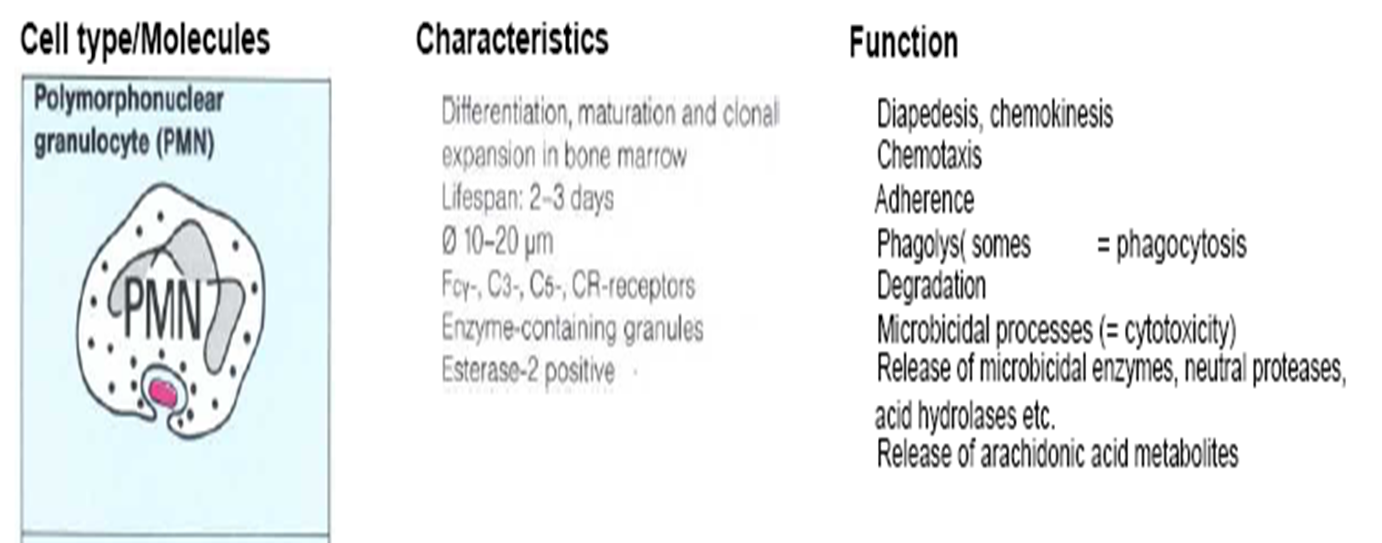 Cell type/Molecules
Characteristics
Function
Polymorphonuclear
granulocyte (PMN)
PMN
Differentiation, maturation and clonal
expansion in bone marrow
Lifespan: 2–3 days
Ø 10–20 µm
Fcγ-, C3-, C5-, CR-receptors
Enzyme-containing granules
Esterase-2 positive
Diapedesis, chemokinesis
Chemotaxis
Adherence
Phagolys( somes = phagocytosis
Degradation
Microbicidal processes (= cytotoxicity)
Release of microbicidal enzymes, neutral proteases,
acid hydrolases etc.
Release of arachidonic acid metabolites